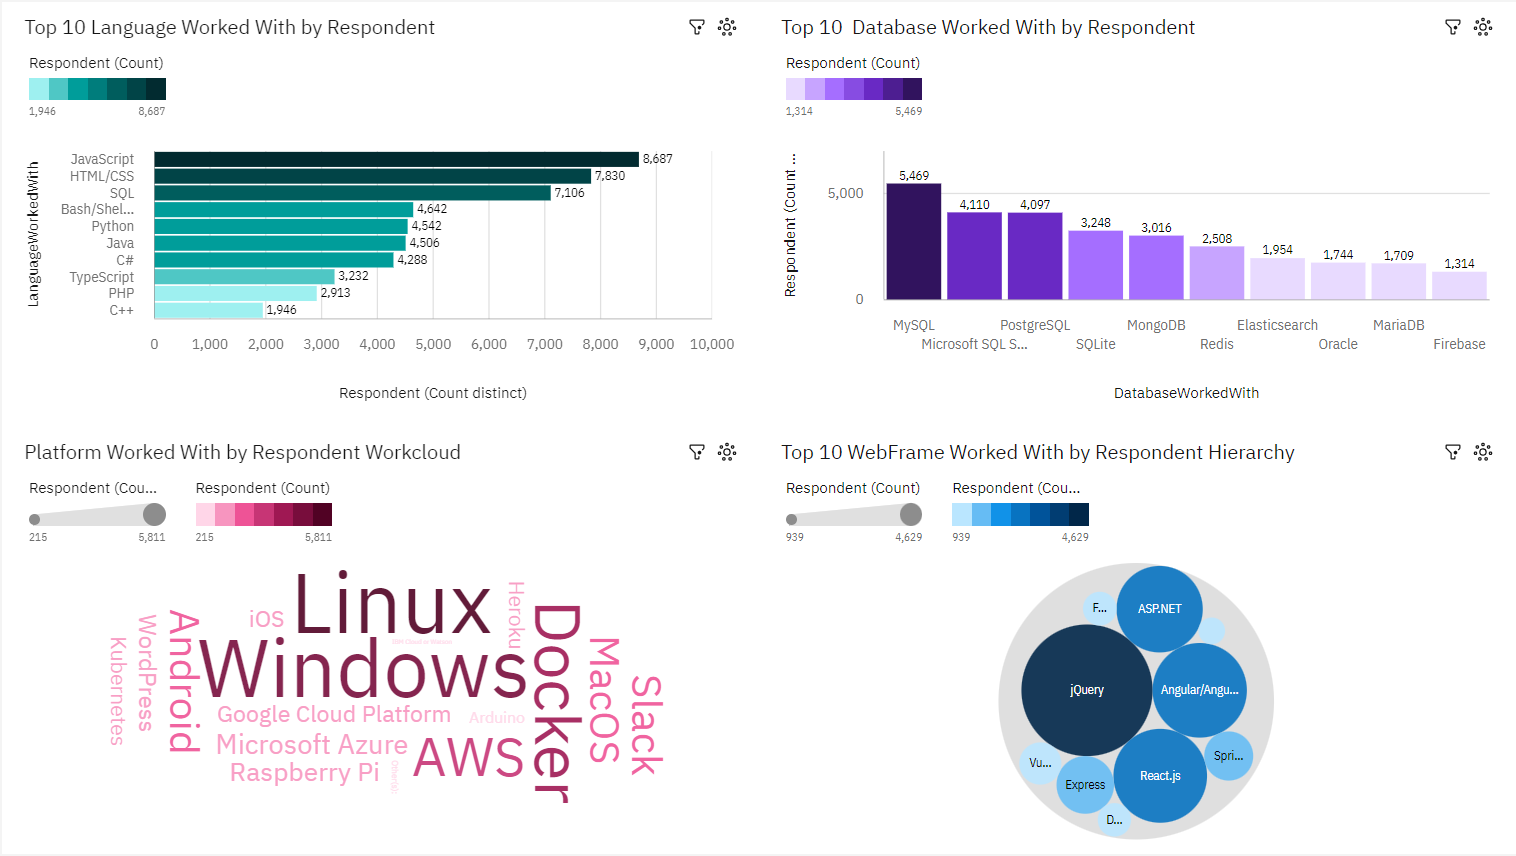 Top 10 Language Worked With by Respondent
Respondent (Count)
1,946 8,687
LanguageWorkedWith
JavaScript 8,687
HTML/CSS 7,830
SQL 7,106
Bash/Shel... 4,642
Python 4,542
Java 4,506
C# 4,288
TypeScript 3,232
PHP 2,913
C++ 1,946
0 1,000 2,000 3,000 4,000 5,000 6,000 7,000 8,000 9,000 10,000
Respondent (Count distinct)
Top 10 Database Worked With by Respondent
Respondent (Count)
1,314 5,469
Respondent (Count ...
5,000
0
5,469 4,110 4,097 3,248 3,016 2,508 1,954 1,744 1,709 1,314
MySQL PostgreSQL MongoDB Elasticsearch MariaDB
Microsoft SQL S... SQLite Redis Oracle Firebase
DatabaseWorkedWith
Platform Worked With by Respondent Workcloud
Respondent (Cou... Respondent (Count)
215 5,811 215 5,811
Linux
Windows
Docker
AWS
MacOS
Slack
Android
iOS
Heroku
WordPress
Kubernetes
Google Cloud Platform
Arduino
Microsoft Azure
Raspberry Pi
Top 10 WebFrame Worked With by Respondent Hierarchy
Respondent (Count) Respondent (Cou...
939 4,629 939 4,629
F... ASP.NET
jQuery Angular/Angu...
Vu... Spri...
Express React.js
D...